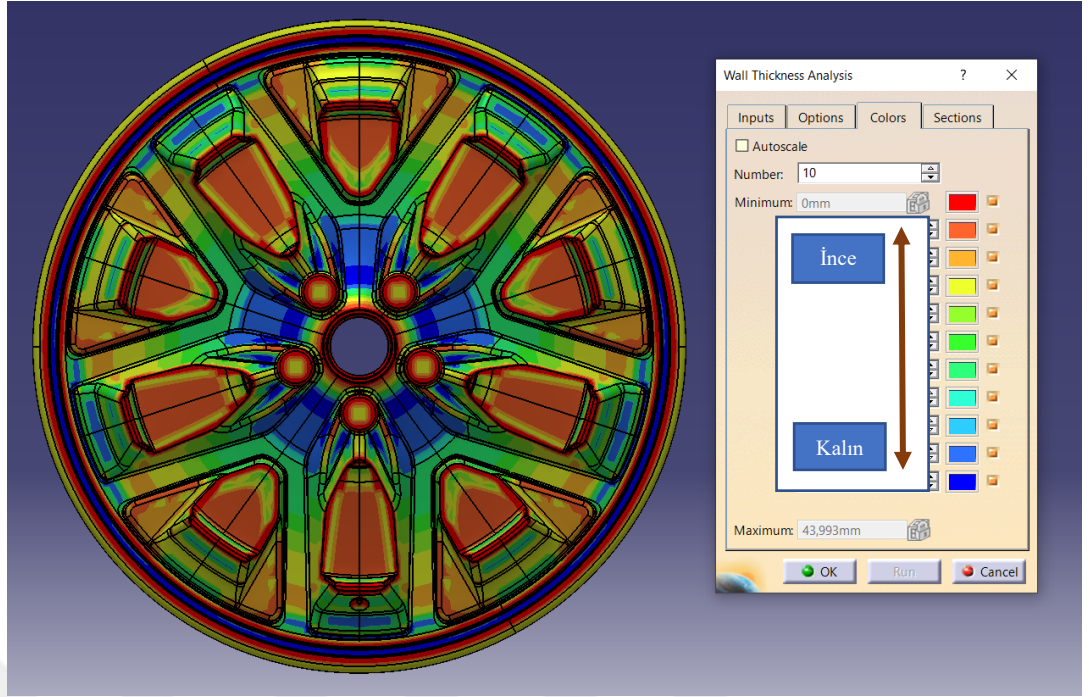 Wall Thickness Analysis ? ×
Inputs Options Colors Sections
Autoscale
Number: 10
Minimum: 0mm
İnce
Kalın
Maximum: 43,993mm
OK Run Cancel